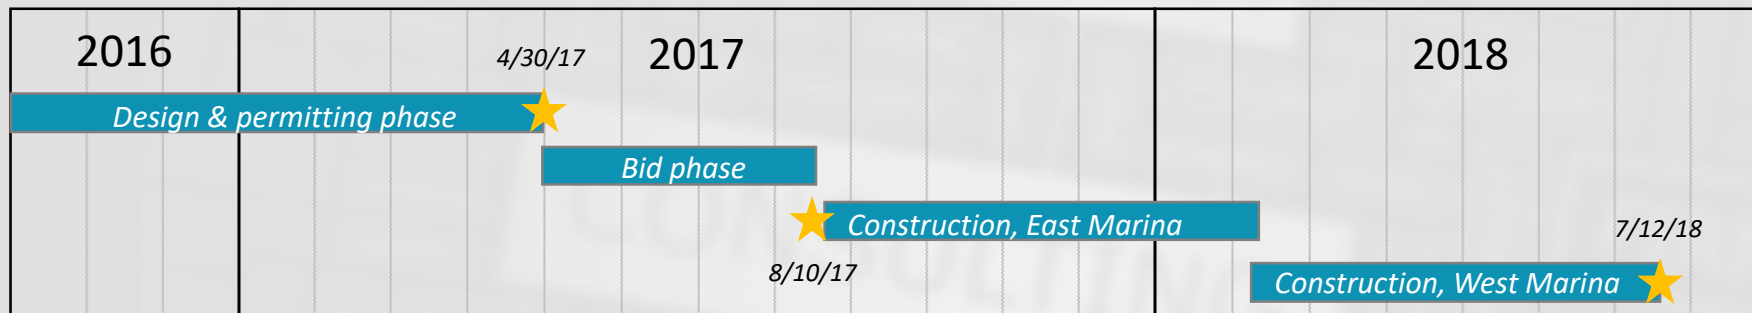 2016
2017
2018
4/30/17
Design & permitting phase
Bid phase
Construction, East Marina
8/10/17
7/12/18
Construction, West Marina
CONSULTING